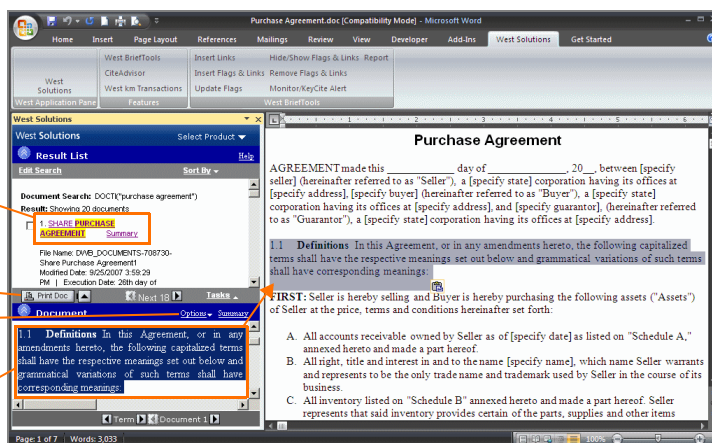 Purchase Agreement.doc [Compatibility Mode] - Microsoft Word
Home Insert Page Layout References Mailings Review View Developer Add-Ins West Solutions Get Started
West BriefTools Insert Links Hide/Show Flags & Links Report
West Solutions CiteAdvisor Insert Flags & Links Remove Flags & Links
West km Transactions Update Flags Monitor/KeyCite Alert
West Application Pane Features West BriefTools
West Solutions
West Solutions Select Product
Result List Help
Edit Search Sort By
Document Search: DOCTI("purchase agreement")
Result: Showing 20 documents
1. SHARE PURCHASE
AGREEMENT Summary
File Name: DWB_DOCUMENTS-708730-
Share Purchase Agreement1
Modified Date: 9/25/2007 3:59:29
PM | Execution Date: 26th day of
Print Doc Next 18 Tasks
Document Options Summary
1.1 Definitions In this Agreement, or in any
amendments hereto, the following capitalized terms
shall have the respective meanings set out below and
grammatical variations of such terms shall have
corresponding meanings:
Term Document 1
Page: 1 of 7 Words: 3,033
Purchase Agreement
AGREEMENT made this ____________ day of ______________, 20__, between [specify
seller] (hereinafter referred to as "Seller"), a [specify state] corporation having its offices at
[specify address], [specify buyer] (hereinafter referred to as "Buyer"), a [specify state]
corporation having its offices at [specify address], and [specify guarantor], (hereinafter referred
to as "Guarantor"), a [specify state] corporation having its offices at [specify address].
1.1 Definitions In this Agreement, or in any amendments hereto, the following capitalized
terms shall have the respective meanings set out below and grammatical variations of such terms
shall have corresponding meanings:
FIRST: Seller is hereby selling and Buyer is hereby purchasing the following assets ("Assets")
of Seller at the price, terms and conditions hereinafter set forth:
A. All accounts receivable owned by Seller as of [specify date] as listed on "Schedule A,"
annexed hereto and made a part hereof.
B. All right, title and interest in and to the name [specify name], which name Seller warrants
and represents to be the only trade name and trademark used by Seller in the course of its
business.
C. All inventory listed on "Schedule B" annexed hereto and made a part hereof. Seller
represents that said inventory provides certain of the parts, supplies and other items
100%